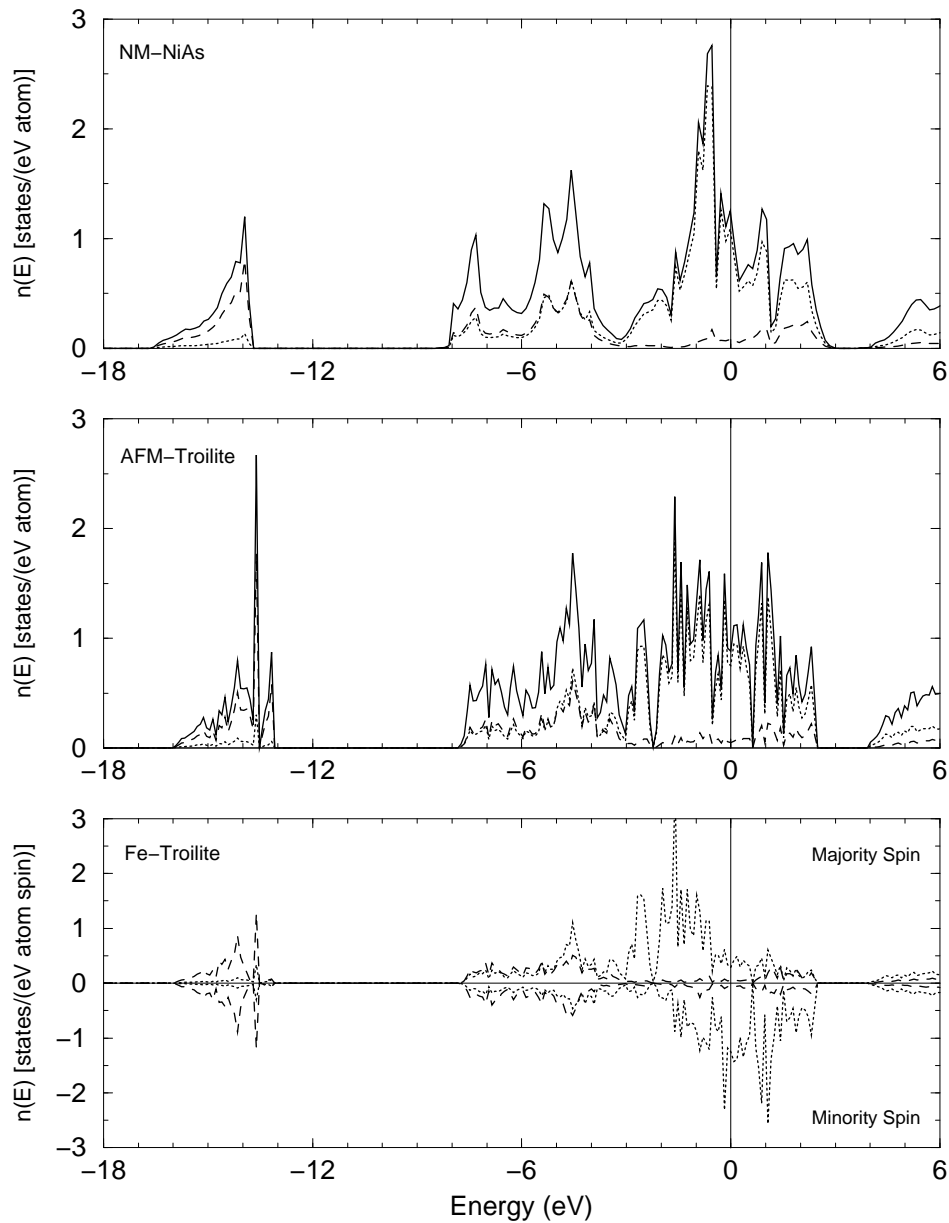 3
NM−NiAs
2
1
0
n(E) [states/(eV atom)]
−18 −12 −6 0 6
3
AFM−Troilite
2
1
0
n(E) [states/(eV atom)]
−18 −12 −6 0 6
3
Fe−Troilite Majority Spin
2
1
0
−1
−2
Minority Spin
−3
n(E) [states/(eV atom spin)]
−18 −12 −6 0 6
Energy (eV)